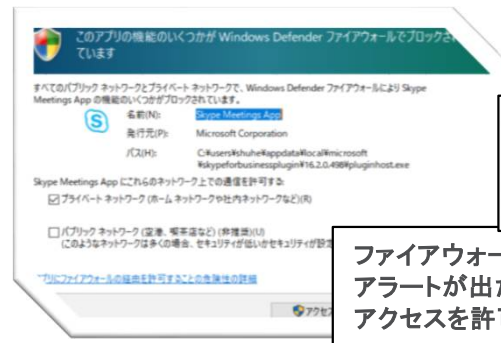 このアプリの機能のいくつかが Windows Defender ファイアウォールでブロックされ
ています
すべてのパブリック ネットワークとプライベート ネットワークで、Windows Defender ファイアウォールにより Skype
Meetings App の機能のいくつかがブロックされています。
名前(N): Skype Meetings App
発行元(P): Microsoft Corporation
パス(H): C:¥users¥shuhe¥appdata¥local¥microsoft
¥skypeforbusinessplugin¥16.2.0.498¥pluginhost.exe
Skype Meetings App にこれらのネットワーク上での通信を許可する:
プライベート ネットワーク (ホーム ネットワークや社内ネットワークなど)(R)
パブリック ネットワーク (空港、喫茶店など) (非推奨)(U)
(このようなネットワークは多くの場合、セキュリティが低いかセキュリティが設定
プリにファイアウォールの経由を許可することの危険性の詳細
アクセス
ファイアウォー
アラートが出
アクセスを許